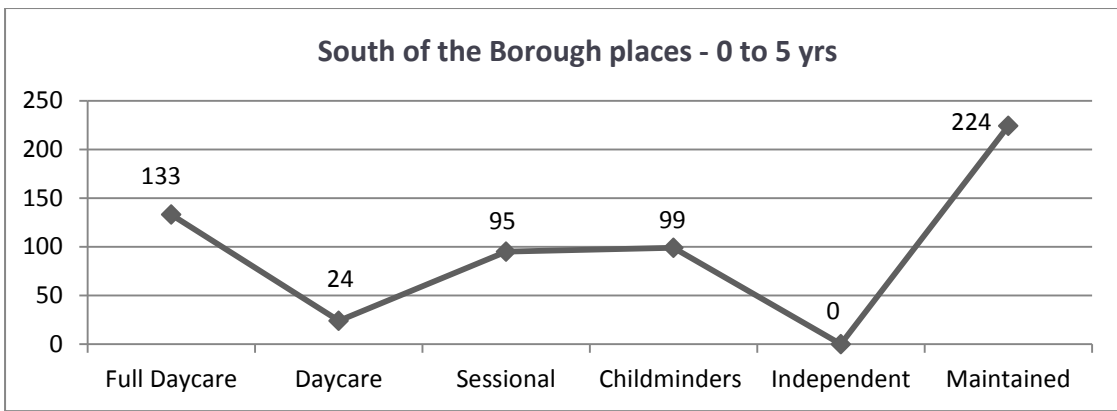 South of the Borough places - 0 to 5 yrs
250
200
150
100
50
0
133
24
95
99
0
224
Full Daycare
Daycare
Sessional
Childminders
Independent
Maintained